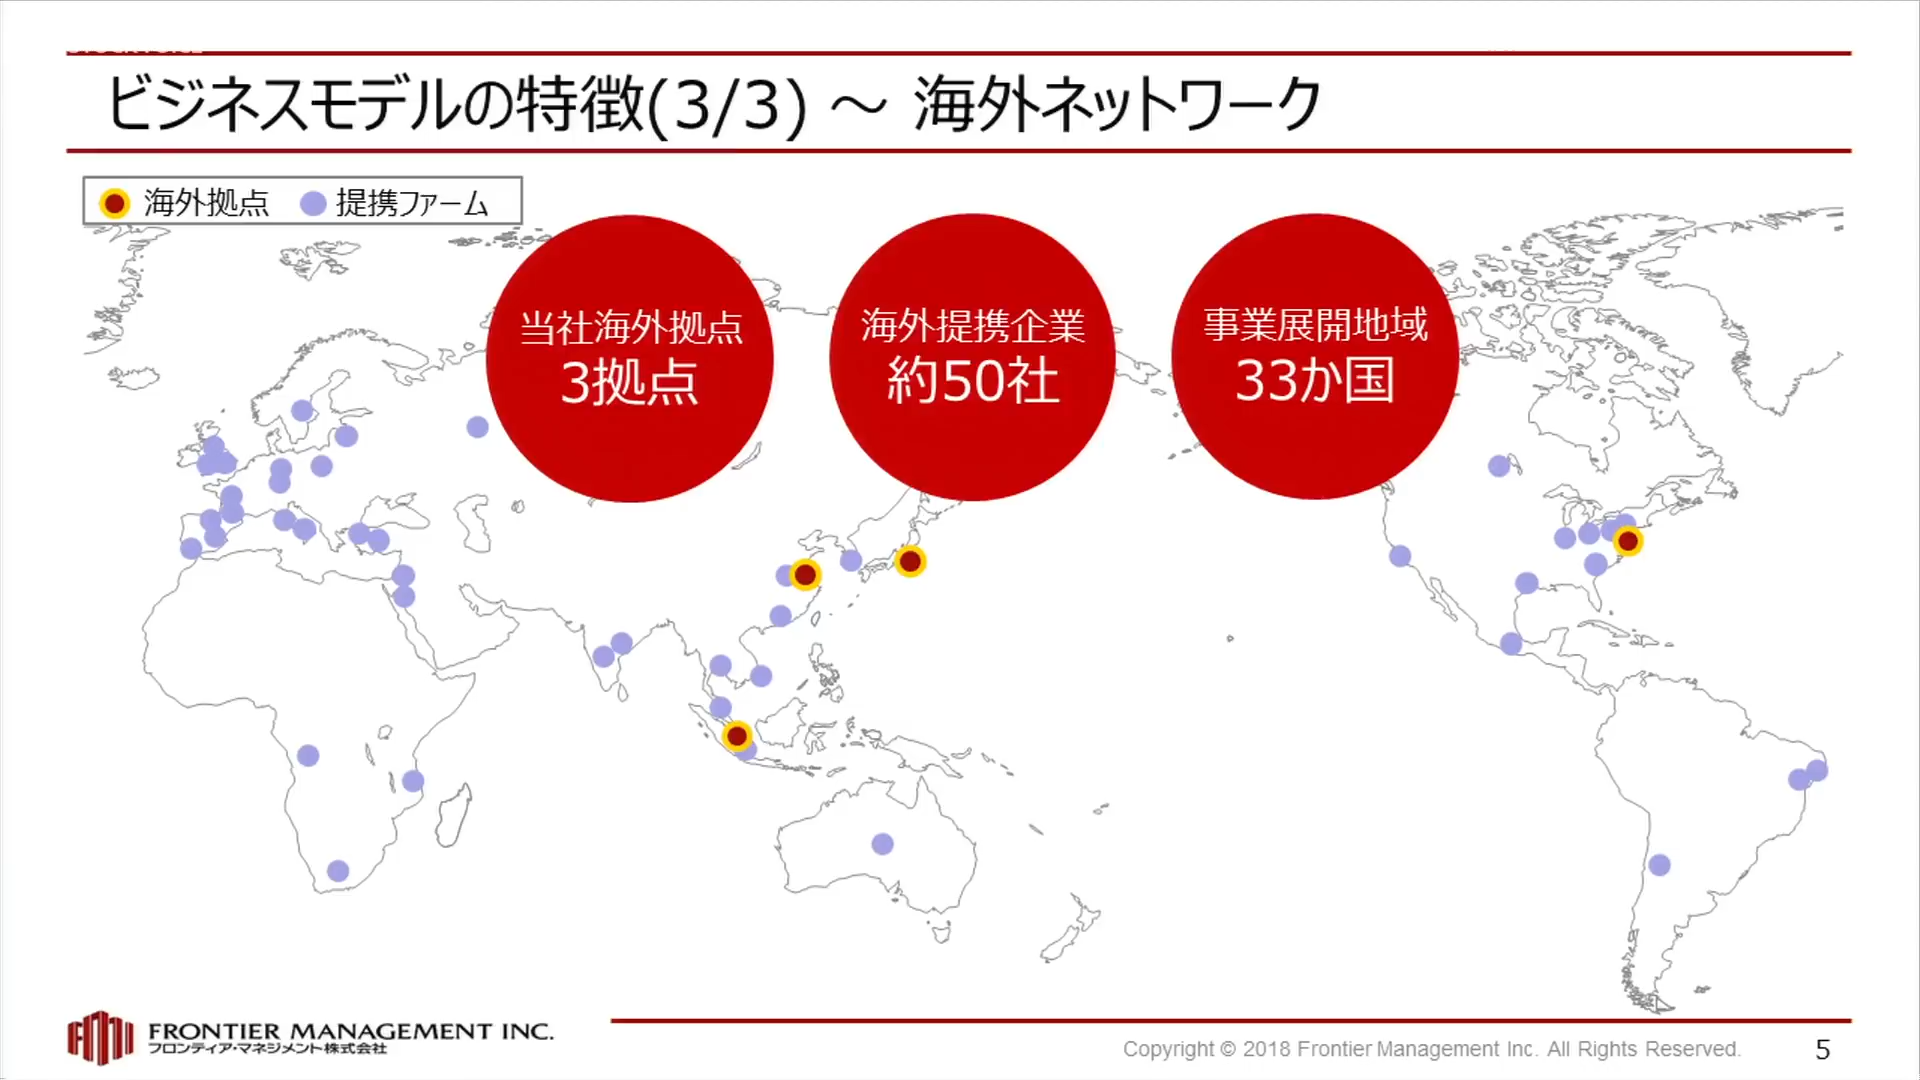 ビジネスモデルの特徴(3/3) ～ 海外ネットワーク
海外拠点 提携ファーム
当社海外拠点
3拠点
海外提携企業
約50社
事業展開地域
33か国
FRONTIER MANAGEMENT INC.
フロンティア・マネジメント株式会社
Copyright © 2018 Frontier Management Inc. All Rights Reserved.
5